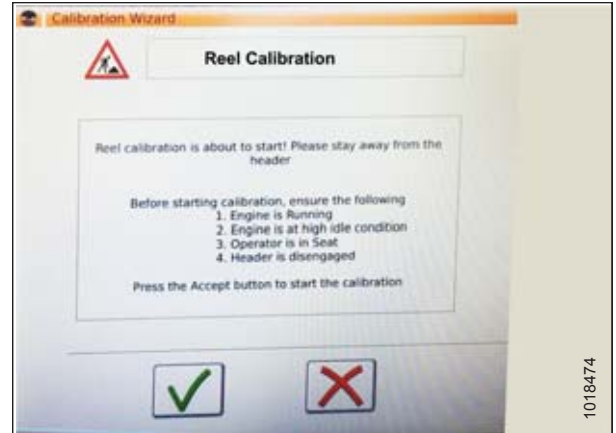 Calibration Wizard
Reel Calibration
Reel calibration is about to start! Please stay away from the
header
Before starting calibration, ensure the following
1. Engine is Running
2. Engine is at high idle condition
3. Operator is in Seat
4. Header is disengaged
Press the Accept button to start the calibration
1018474